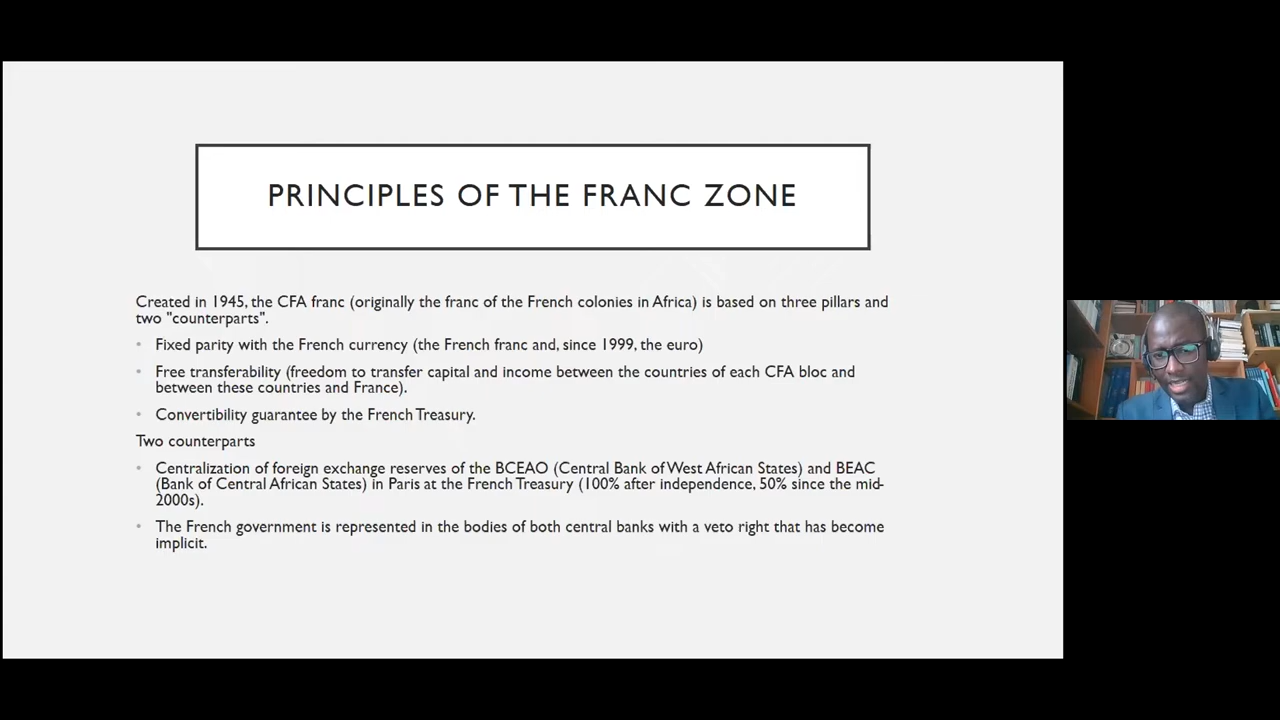 PRINCIPLES OF THE FRANC ZONE
Created in 1945, the CFA franc (originally the franc of the French colonies in Africa) is based on three pillars and
two "counterparts".
• Fixed parity with the French currency (the French franc and, since 1999, the euro)
• Free transferability (freedom to transfer capital and income between the countries of each CFA bloc and
between these countries and France).
• Convertibility guarantee by the French Treasury.
Two counterparts
• Centralization of foreign exchange reserves of the BCEAO (Central Bank of West African States) and BEAC
(Bank of Central African States) in Paris at the French Treasury (100% after independence, 50% since the mid-
2000s).
• The French government is represented in the bodies of both central banks with a veto right that has become
implicit.